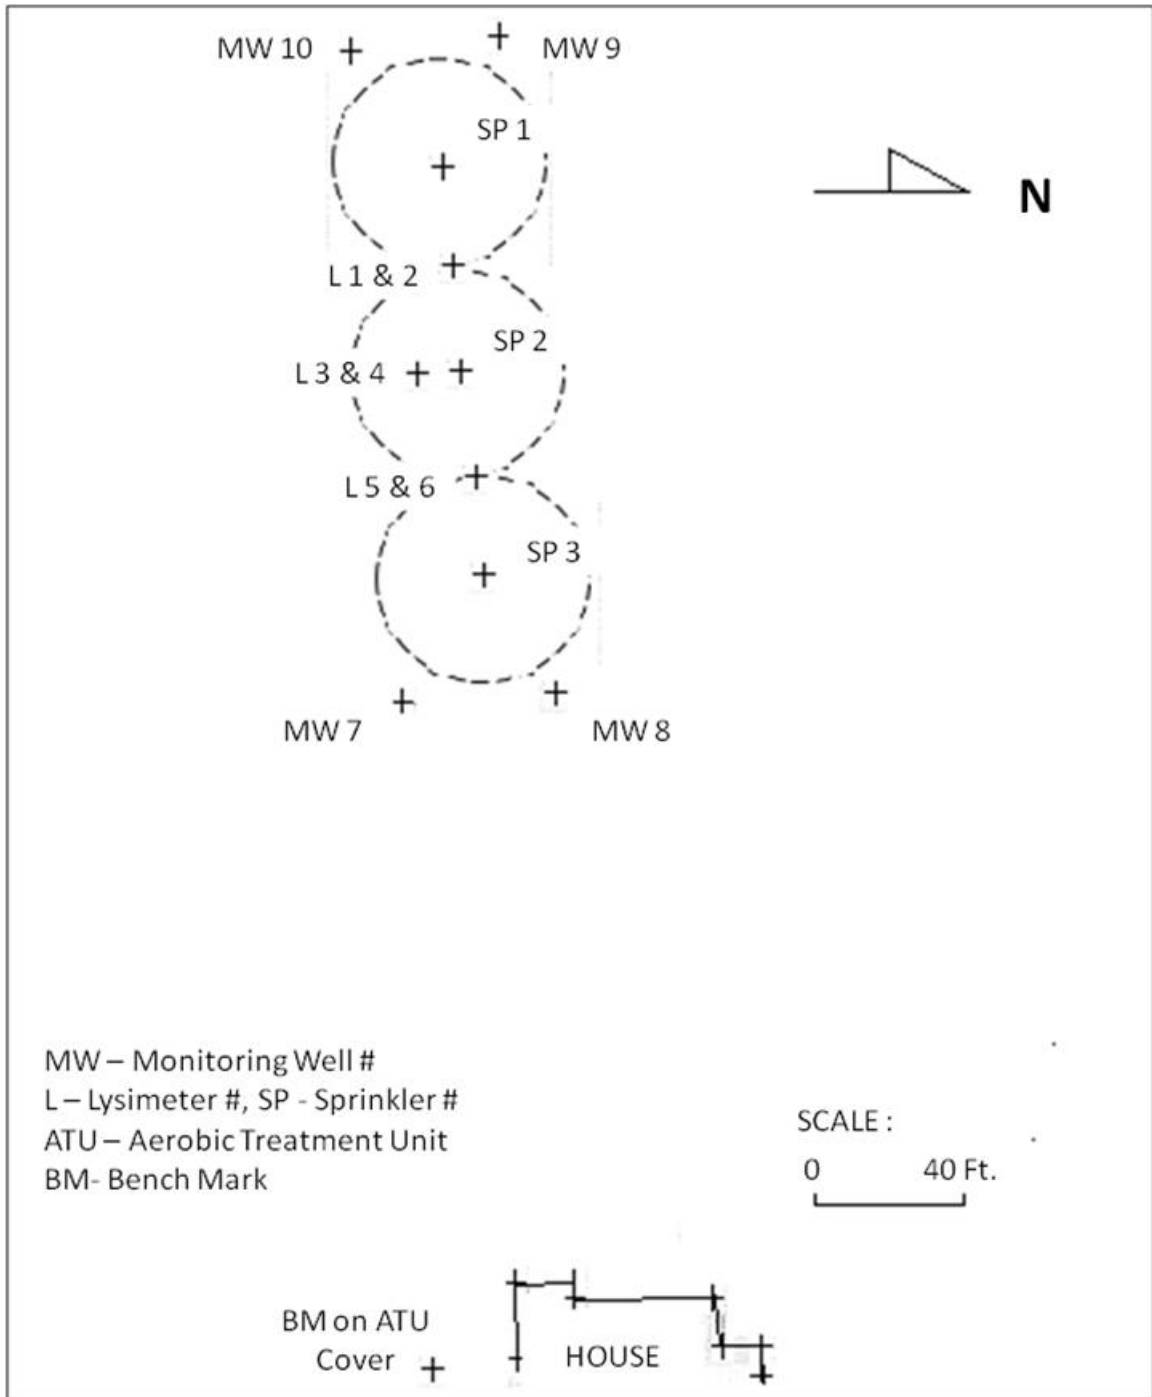 MW 10
MW 9
SP 1
N
L 1 & 2
SP 2
L 3 & 4
L 5 & 6
SP 3
MW 7
MW 8
MW – Monitoring Well #
L – Lysimeter #, SP - Sprinkler #
ATU – Aerobic Treatment Unit
BM- Bench Mark
SCALE :
0 40 Ft.
BM on ATU
Cover
HOUSE